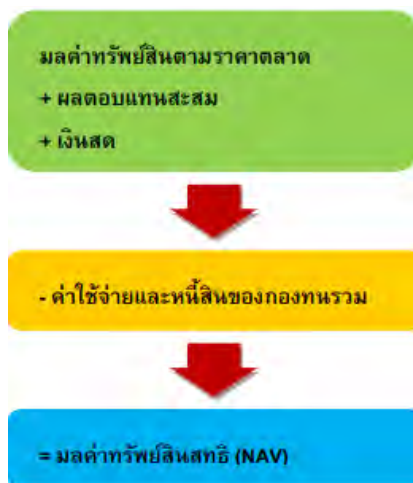 มลค่าทรัพย์สินตามราคาตลาด
+ ผลตอบแทนสะสม
+ เงินสด
- ค่าใช้จ่ายและหนี้สินของกองทนรวม
= มลค่าทรัพย์สินสทธิ (NAV)